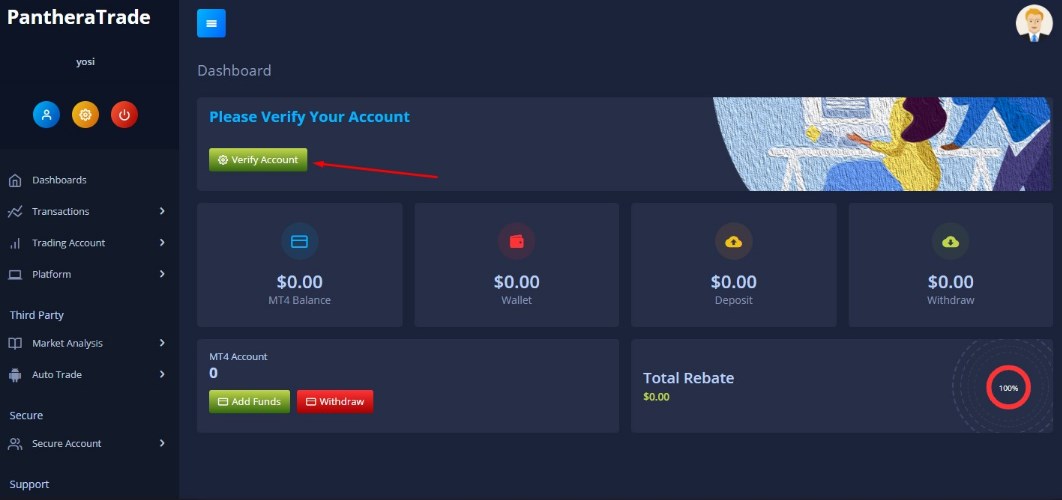 PantheraTrade
yosi
Dashboards
Transactions
Trading Account
Platform
Third Party
Market Analysis
Auto Trade
Secure
Secure Account
Support
Dashboard
Please Verify Your Account
Verify Account
$0.00
MT4 Balance
$0.00
Wallet
$0.00
Deposit
$0.00
Withdraw
MT4 Account
0
Add Funds
Withdraw
Total Rebate
$0.00
100%